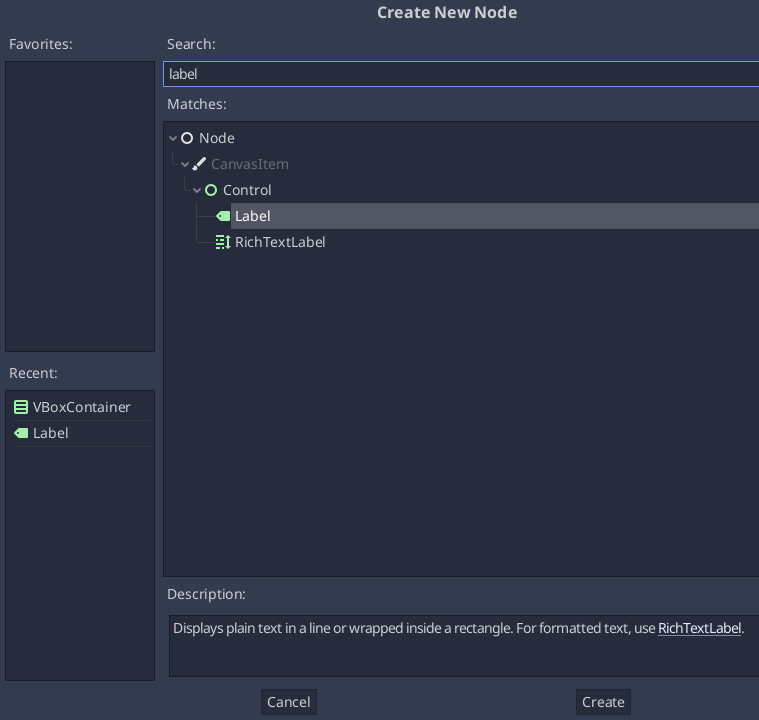 Create New Node
Favorites:
Search:
label
Matches:
Node
CanvasItem
Control
Label
RichTextLabel
Recent:
VBoxContainer
Label
Description:
Displays plain text in a line or wrapped inside a rectangle. For formatted text, use RichTextLabel.
Cancel
Create